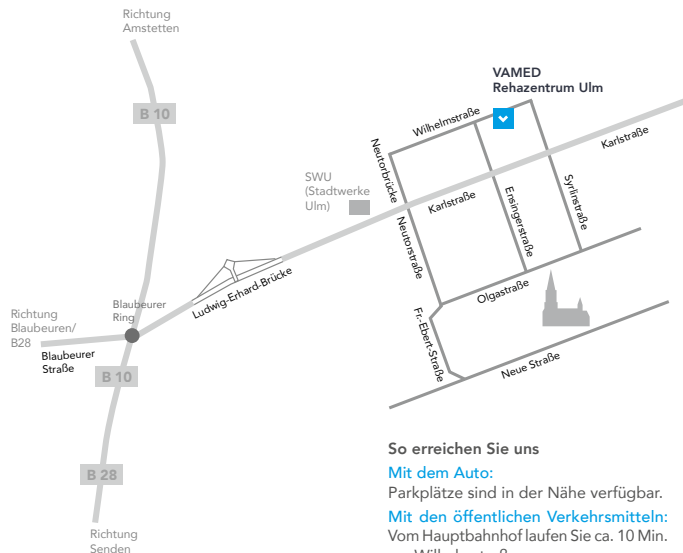 Richtung
Amstetten
B 10
VAMED
Rehazentrum Ulm
Wilhelmstraße
Neutorbrücke
Karlstraße
SWU
(Stadtwerke
Ulm)
Karlstraße
Ensingerstraße
Syrlinstraße
Neutorstraße
Ludwig-Erhard-Brücke
Olgastraße
Blaubeurer
Ring
Richtung
Blaubeuren/
B28
Blaubeurer
Straße
Fr.-Ebert-Straße
Neue Straße
B 10
B 28
Richtung
Senden
So erreichen Sie uns
Mit dem Auto:
Parkplätze sind in der Nähe verfügbar.
Mit den öffentlichen Verkehrsmitteln:
Vom Hauptbahnhof laufen Sie ca. 10 Min.